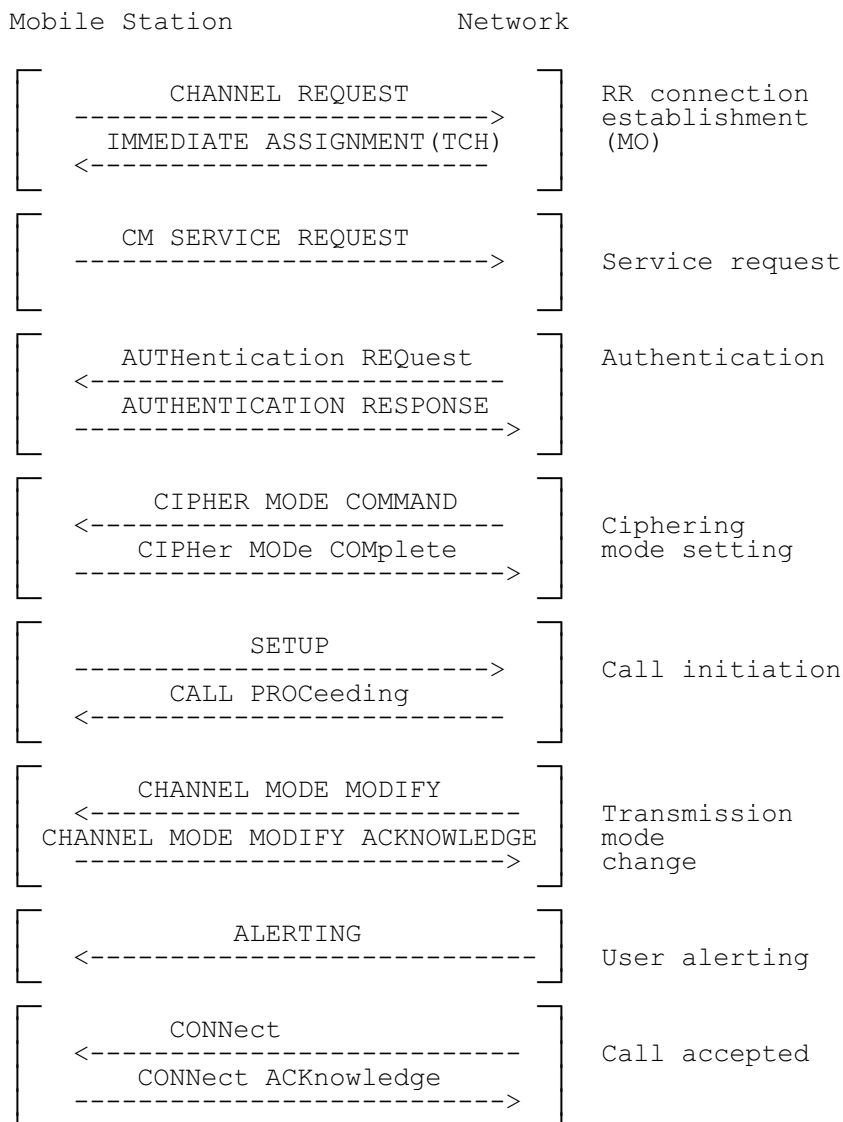 Mobile Station Network
CHANNEL REQUEST RR connection
--------------------------> establishment
IMMEDIATE ASSIGNMENT(TCH) (MO)
<-------------------------
CM SERVICE REQUEST
--------------------------> Service request
AUTHentication REQuest Authentication
<--------------------------
AUTHENTICATION RESPONSE
--------------------------->
CIPHER MODE COMMAND
<-------------------------- Ciphering
CIPHer MODe COMplete mode setting
--------------------------->
SETUP
--------------------------> Call initiation
CALL PROCeeding
<--------------------------
CHANNEL MODE MODIFY
<--------------------------- Transmission
CHANNEL MODE MODIFY ACKNOWLEDGE mode
---------------------------> change
ALERTING
<---------------------------- User alerting
CONNect
<--------------------------- Call accepted
CONNect ACKnowledge
--------------------------->